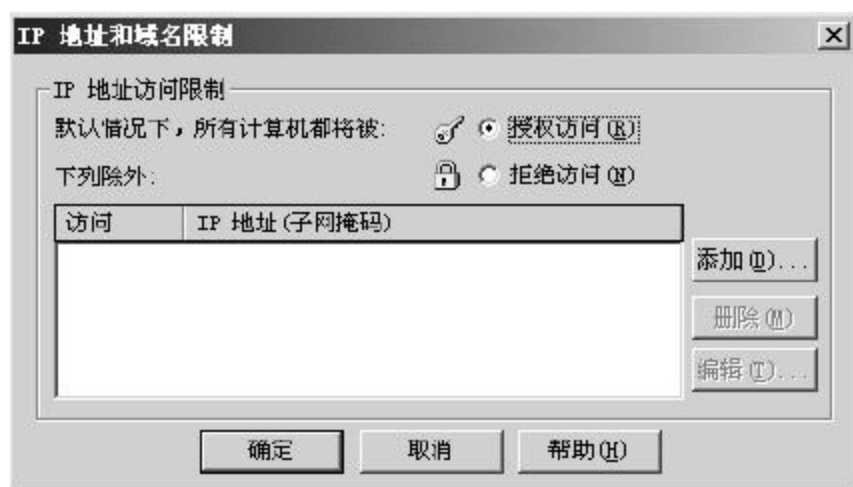 IP 地址和域名限制
IP 地址访问限制
默认情况下，所有计算机都将被: 授权访问(R)
下列除外: 拒绝访问(N)
访问 IP 地址(子网掩码)
添加(D)...
删除(M)
编辑(T)...
确定 取消 帮助(H)